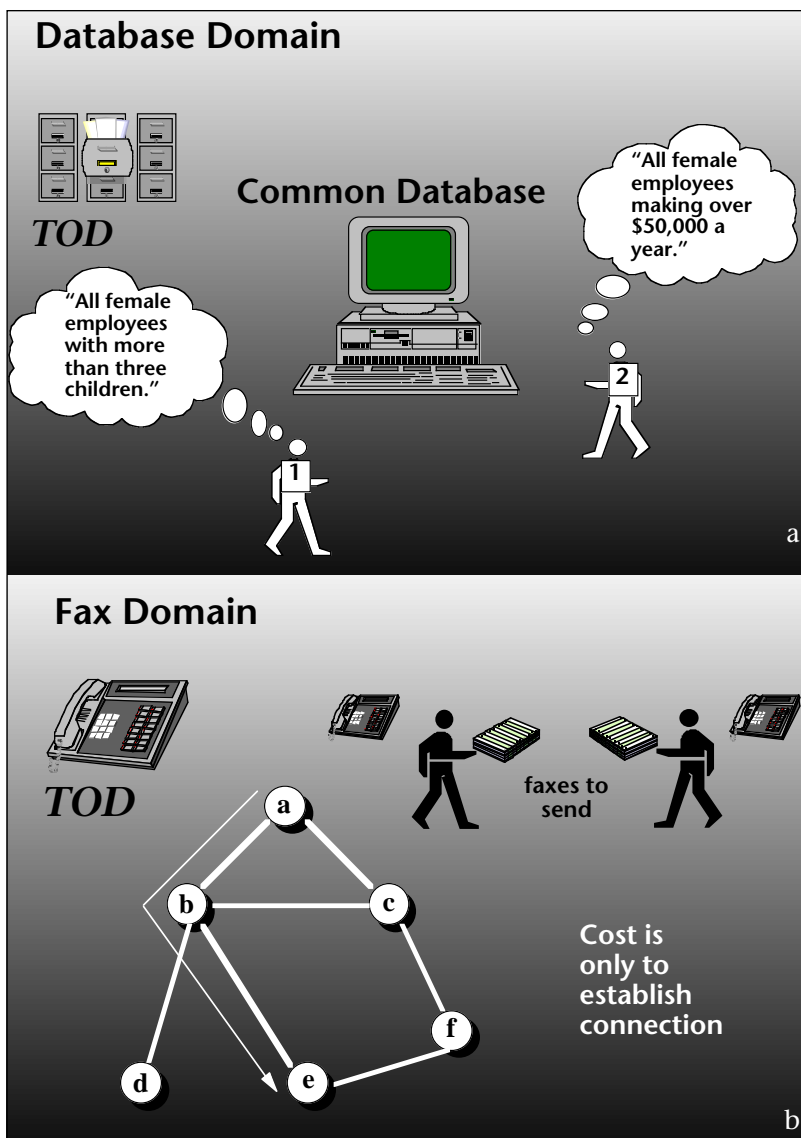 Database Domain
TOD
Common Database
“All female
employees
making over
$50,000 a
year.”
“All female
employees
with more
than three
children.”
2
1
a
Fax Domain
TOD
faxes to
send
a
b
c
Cost is
only to
establish
connection
f
d
e
b